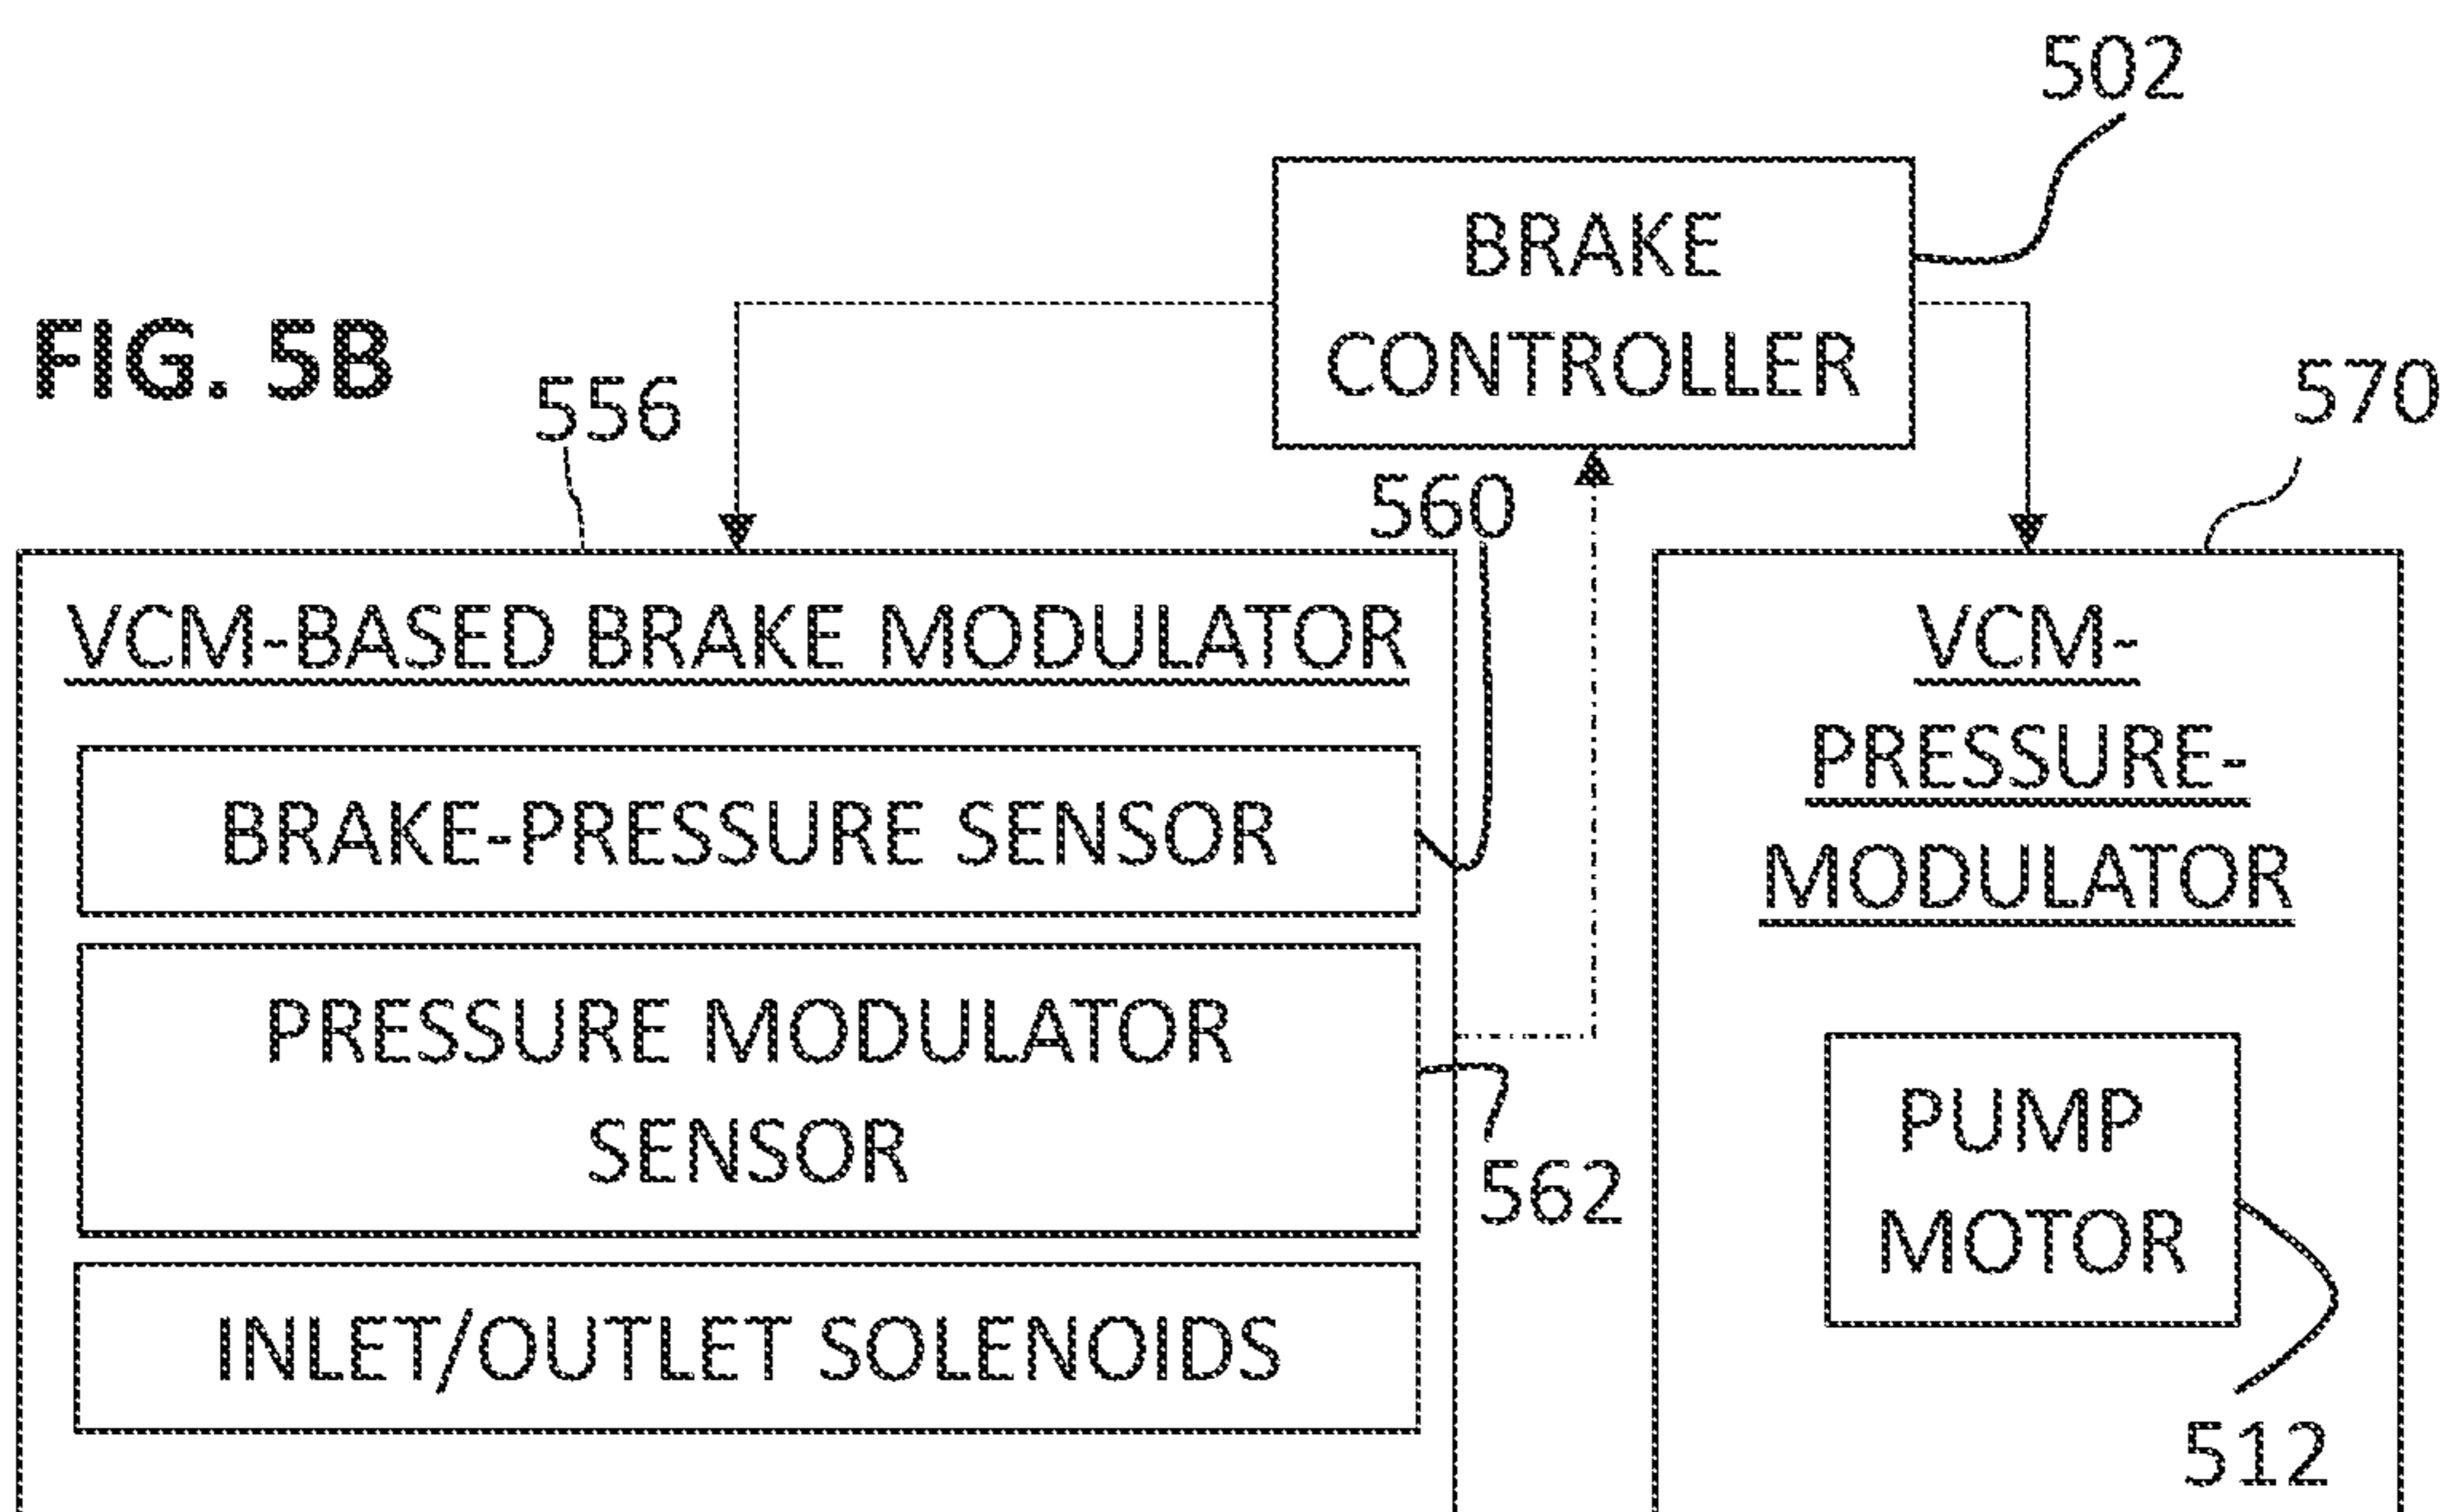 502
BRAKE
CONTROLLER
FIG. 5B
556
570
560
VCM-BASED BRAKE MODULATOR
BRAKE-PRESSURE SENSOR
PRESSURE MODULATOR
SENSOR
562
INLET/OUTLET SOLENOIDS
VCM-
PRESSURE-
MODULATOR
PUMP
MOTOR
512